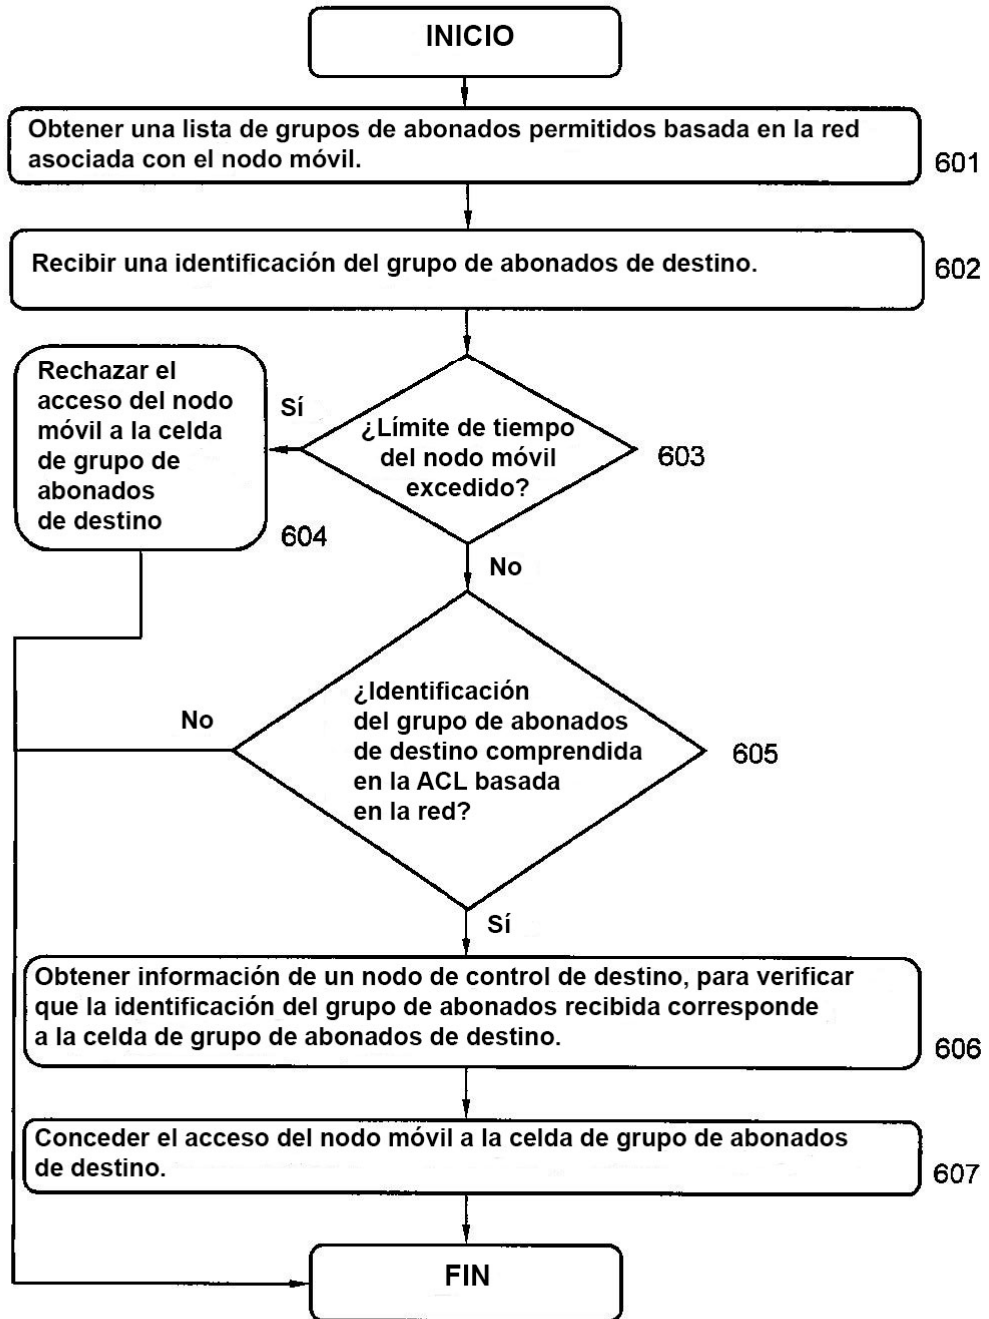 INICIO
Obtener una lista de grupos de abonados permitidos basada en la red
asociada con el nodo móvil.
601
Recibir una identificación del grupo de abonados de destino.
602
Rechazar el
acceso del nodo
móvil a la celda
de grupo de
abonados
de destino
604
Sí
¿Límite de tiempo
del nodo móvil
excedido?
603
No
¿Identificación
del grupo de abonados
de destino comprendida
en la ACL basada
en la red?
605
No
Sí
Obtener información de un nodo de control de destino, para verificar
que la identificación del grupo de abonados recibida corresponde
a la celda de grupo de abonados de destino.
606
Conceder el acceso del nodo móvil a la celda de grupo de abonados
de destino.
607
FIN